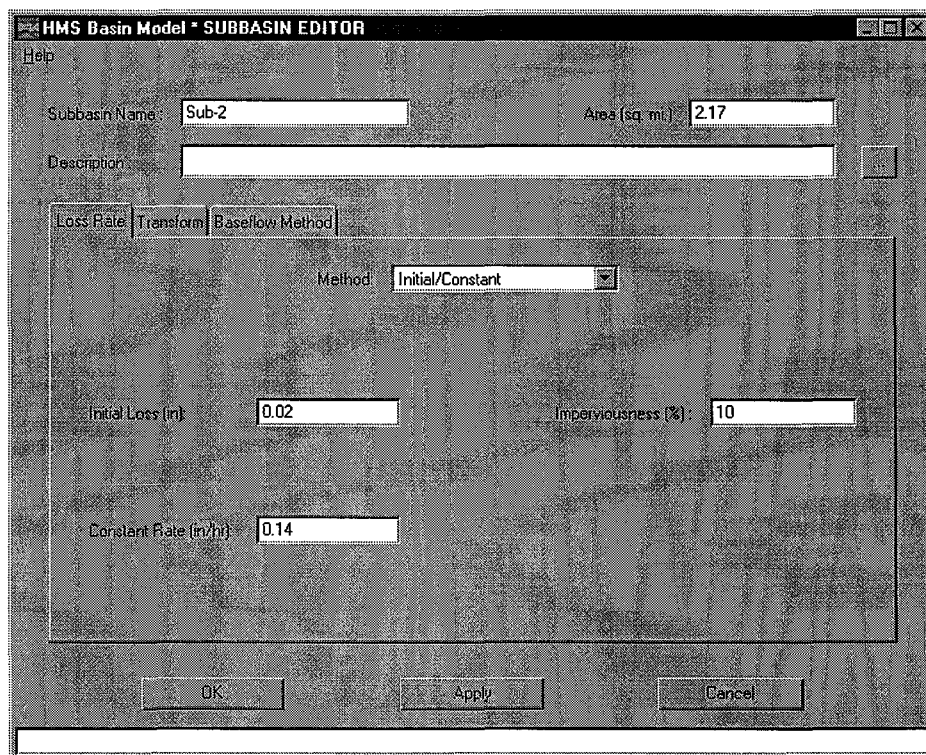 HMS Basin Model * SUBBASIN EDITOR
Help
Subbasin Name : Sub-2 Area (sq. mi.) 2.17
Description : ...
Loss Rate Transform Baseflow Method
Method: Initial/Constant
Initial Loss (in): 0.02 Imperviousness (%) : 10
Constant Rate (in/hr): 0.14
OK Apply Cancel